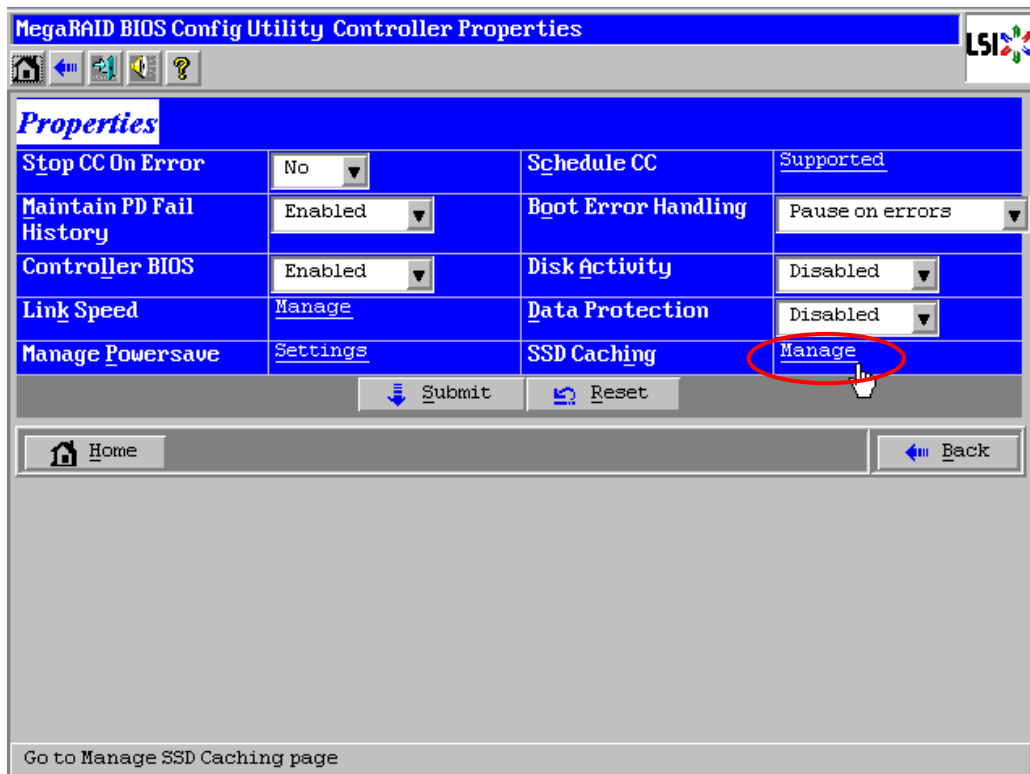 MegaRAID BIOS Config Utility Controller Properties
LSI
Properties
Stop CC On Error No Schedule CC Supported
Maintain PD Fail History Enabled Boot Error Handling Pause on errors
Controller BIOS Enabled Disk Activity Disabled
Link Speed Manage Data Protection Disabled
Manage Powersave Settings SSD Caching Manage
Submit Reset
Home Back
Go to Manage SSD Caching page